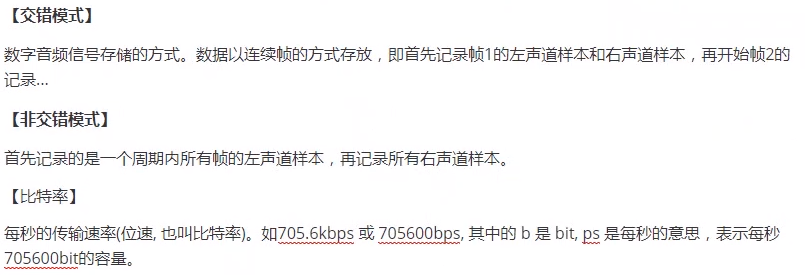 【交错模式】
数字音频信号存储的方式。数据以连续帧的方式存放，即首先记录帧1的左声道样本和右声道样本，再开始帧2的
记录...
【非交错模式】
首先记录的是一个周期内所有帧的左声道样本，再记录所有右声道样本。
【比特率】
每秒的传输速率(位速, 也叫比特率)。如705.6kbps 或 705600bps, 其中的 b 是 bit, ps 是每秒的意思，表示每秒
705600bit的容量。